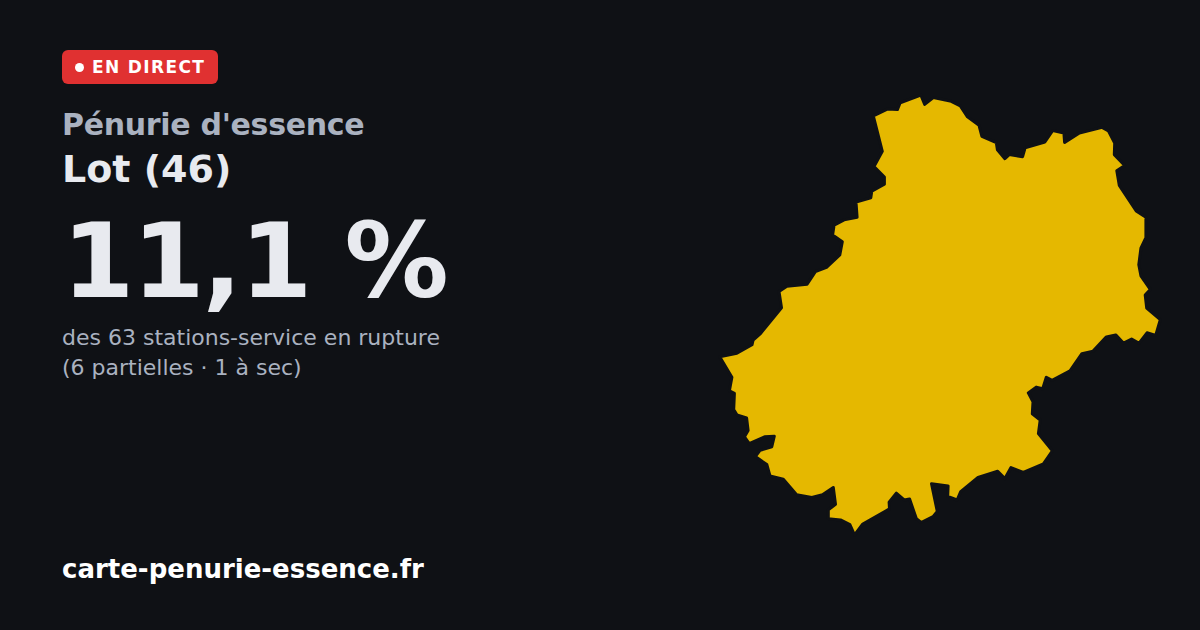 EN DIRECT
Pénurie d'essence
Lot (46)
11,1 %
des 63 stations-service en rupture
(6 partielles · 1 à sec)
carte-penurie-essence.fr